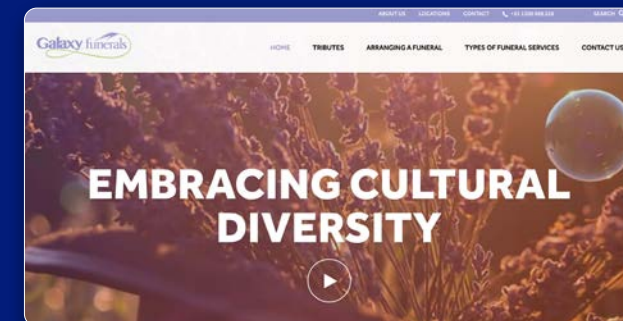 ABOUT US LOCATIONS CONTACT SEARCH
Galaxy funerals
HOME TRIBUTES ARRANGING A FUNERAL TYPES OF FUNERAL SERVICES CONTACT US
EMBRACING CULTURAL
DIVERSITY